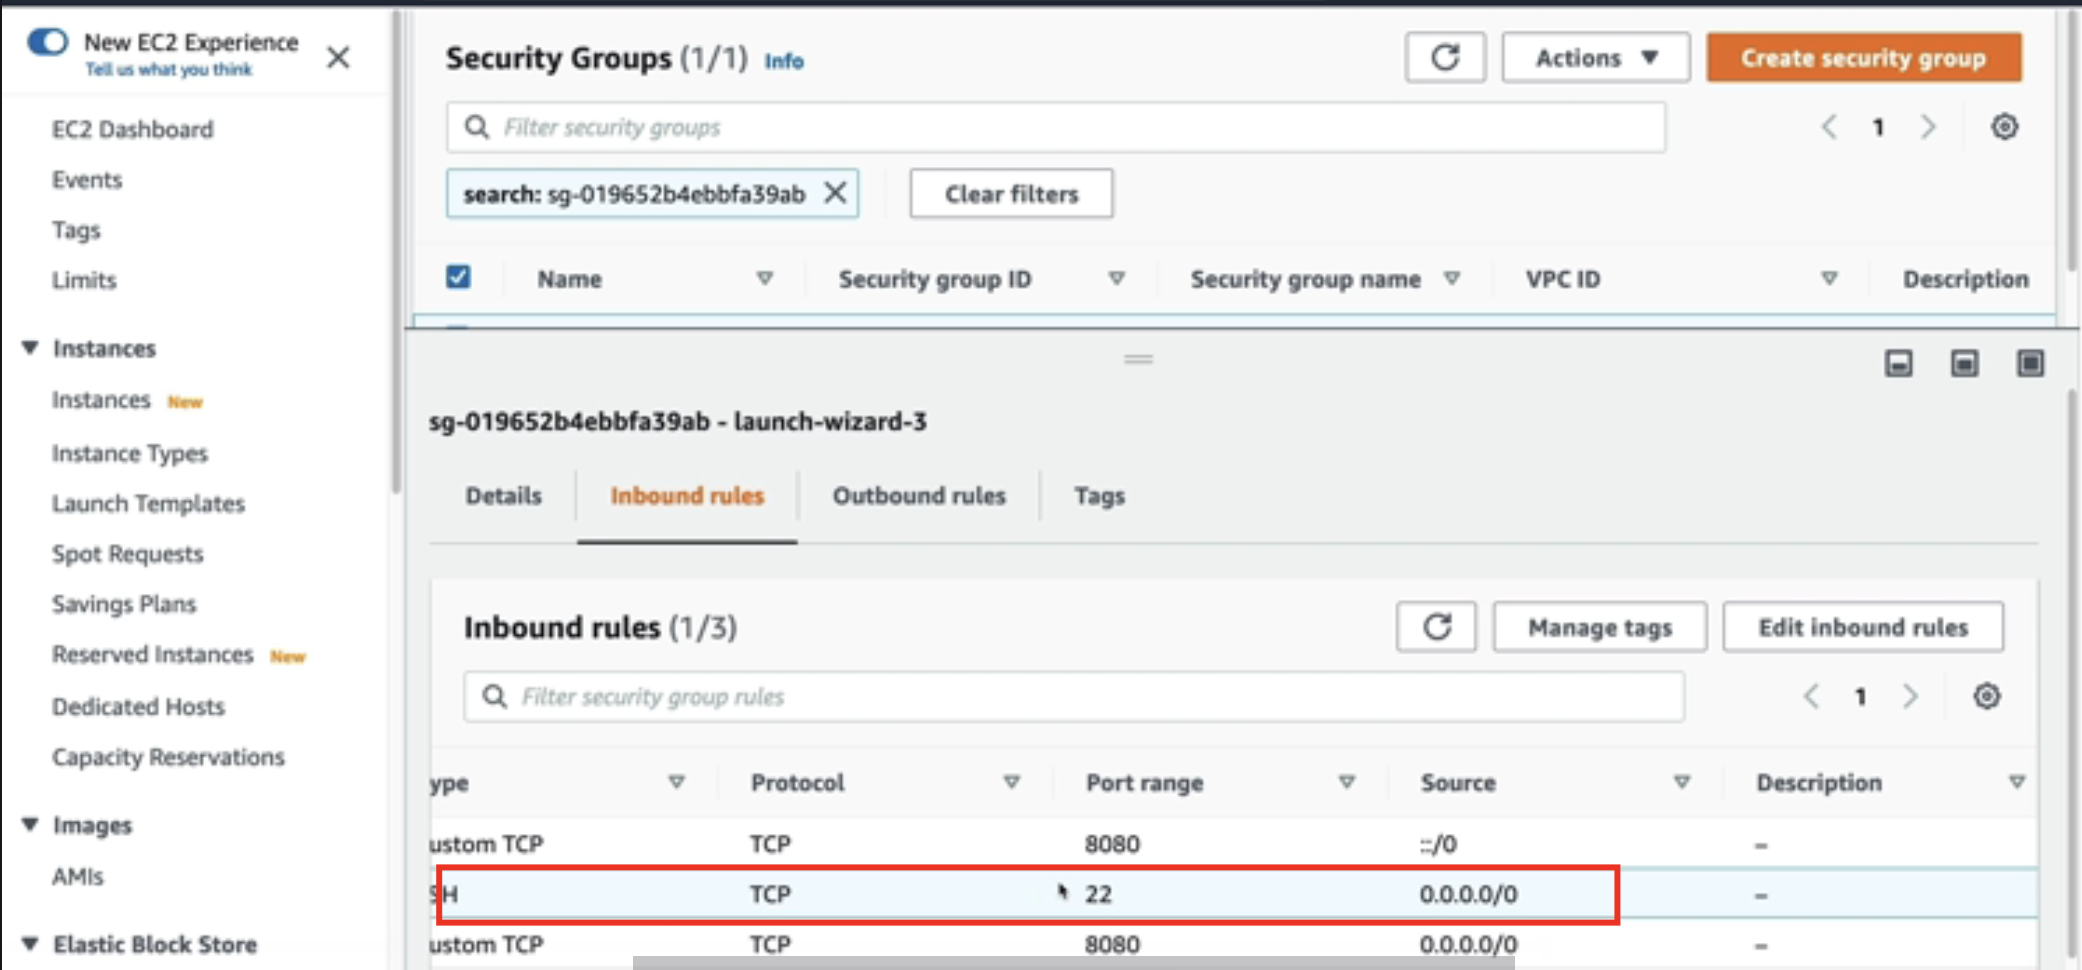 New EC2 Experience
Tell us what you think
EC2 Dashboard
Events
Tags
Limits
Instances
Instances New
Instance Types
Launch Templates
Spot Requests
Savings Plans
Reserved Instances New
Dedicated Hosts
Capacity Reservations
Images
AMIs
Elastic Block Store
Security Groups (1/1) Info
Actions
Create security group
Filter security groups
1
search: sg-019652b4ebbfa39ab
Clear filters
Name Security group ID Security group name VPC ID Description
sg-019652b4ebbfa39ab - launch-wizard-3
Details Inbound rules Outbound rules Tags
Inbound rules (1/3)
Manage tags
Edit inbound rules
Filter security group rules
1
ype Protocol Port range Source Description
ustom TCP TCP 8080 ::/0 –
SH TCP 22 0.0.0.0/0 –
ustom TCP TCP 8080 0.0.0.0/0 –